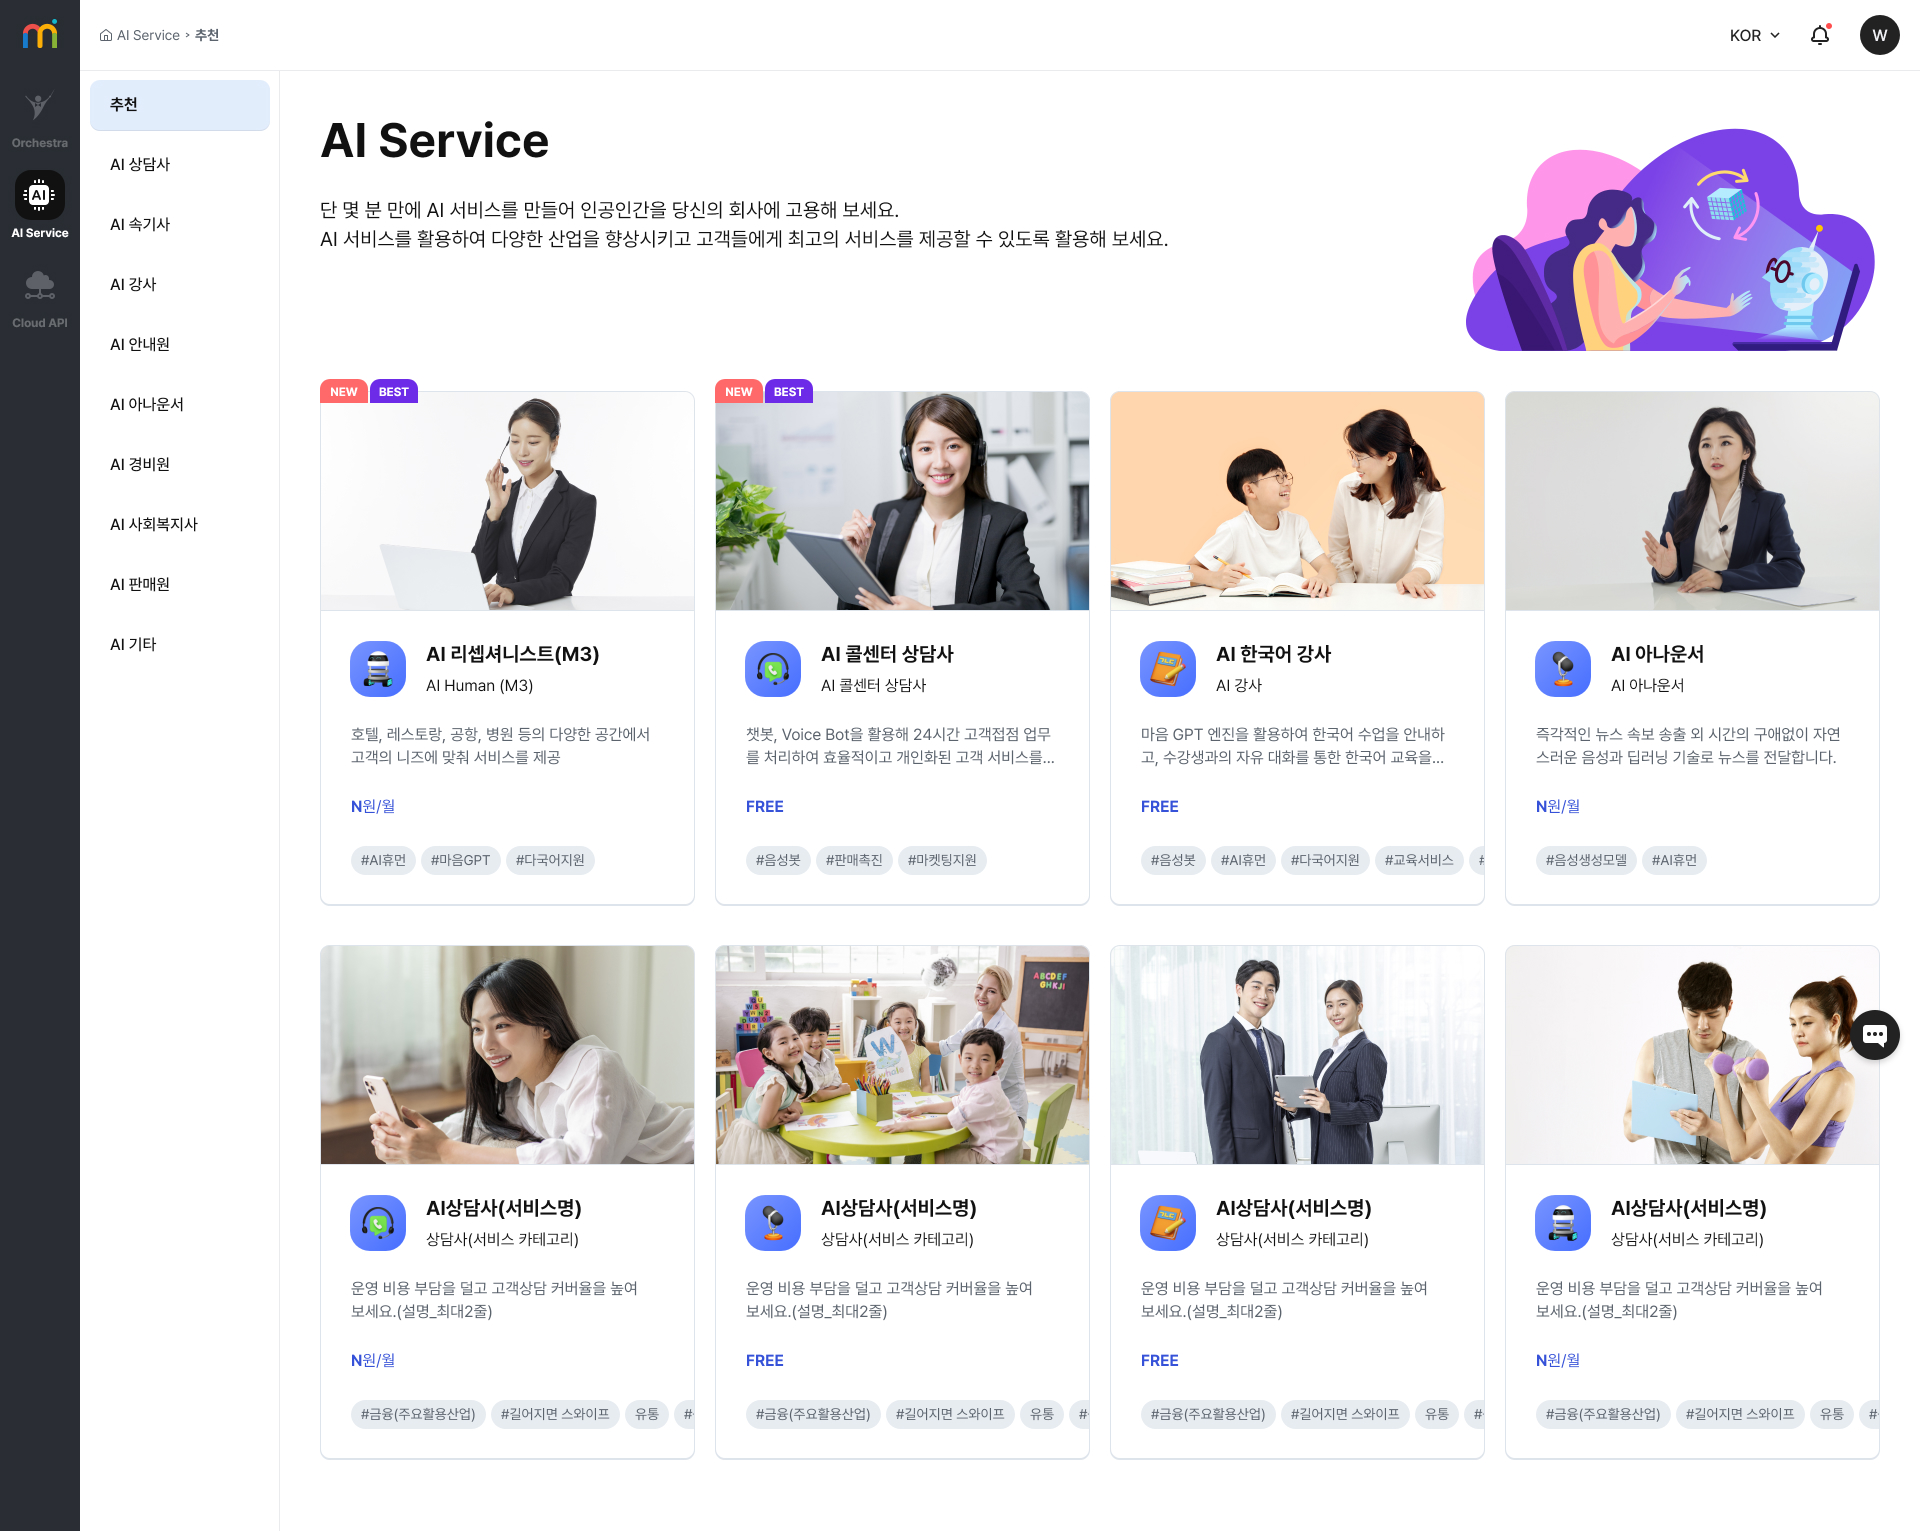 AI Service > 추천
KOR
W
Orchestra
AI
AI Service
Cloud API
추천
AI 상담사
AI 속기사
AI 강사
AI 안내원
AI 아나운서
AI 경비원
AI 사회복지사
AI 판매원
AI 기타
AI Service
단 몇 분 만에 AI 서비스를 만들어 인공인간을 당신의 회사에 고용해 보세요.
AI 서비스를 활용하여 다양한 산업을 향상시키고 고객들에게 최고의 서비스를 제공할 수 있도록 활용해 보세요.
NEW BEST
AI 리셉셔니스트(M3)
AI Human (M3)
호텔, 레스토랑, 공항, 병원 등의 다양한 공간에서
고객의 니즈에 맞춰 서비스를 제공
N원/월
#AI휴먼 #마음GPT #다국어지원
NEW BEST
AI 콜센터 상담사
AI 콜센터 상담사
챗봇, Voice Bot을 활용해 24시간 고객접점 업무
를 처리하여 효율적이고 개인화된 고객 서비스를...
FREE
#음성봇 #판매촉진 #마켓팅지원
AI 한국어 강사
AI 강사
마음 GPT 엔진을 활용하여 한국어 수업을 안내하
고, 수강생과의 자유 대화를 통한 한국어 교육을...
FREE
#음성봇 #AI휴먼 #다국어지원 #교육서비스 #
AI 아나운서
AI 아나운서
즉각적인 뉴스 속보 송출 외 시간의 구애없이 자연
스러운 음성과 딥러닝 기술로 뉴스를 전달합니다.
N원/월
#음성생성모델 #AI휴먼
AI상담사(서비스명)
상담사(서비스 카테고리)
운영 비용 부담을 덜고 고객상담 커버율을 높여
보세요.(설명_최대2줄)
N원/월
#금융(주요활용산업) #길어지면 스와이프 유통 #
ABCDEF
GHKJI
W
whale
AI상담사(서비스명)
상담사(서비스 카테고리)
운영 비용 부담을 덜고 고객상담 커버율을 높여
보세요.(설명_최대2줄)
FREE
#금융(주요활용산업) #길어지면 스와이프 유통 #
AI상담사(서비스명)
상담사(서비스 카테고리)
운영 비용 부담을 덜고 고객상담 커버율을 높여
보세요.(설명_최대2줄)
FREE
#금융(주요활용산업) #길어지면 스와이프 유통 #
AI상담사(서비스명)
상담사(서비스 카테고리)
운영 비용 부담을 덜고 고객상담 커버율을 높여
보세요.(설명_최대2줄)
N원/월
#금융(주요활용산업) #길어지면 스와이프 유통 #